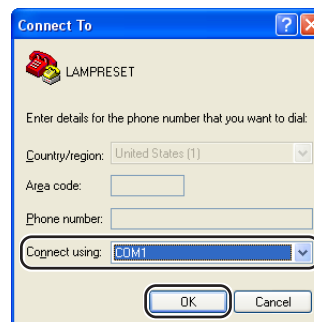 Connect To
LAMPRESET
Enter details for the phone number that you want to dial:
Country/region: United States (1)
Area code:
Phone number:
Connect using: COM1
OK Cancel